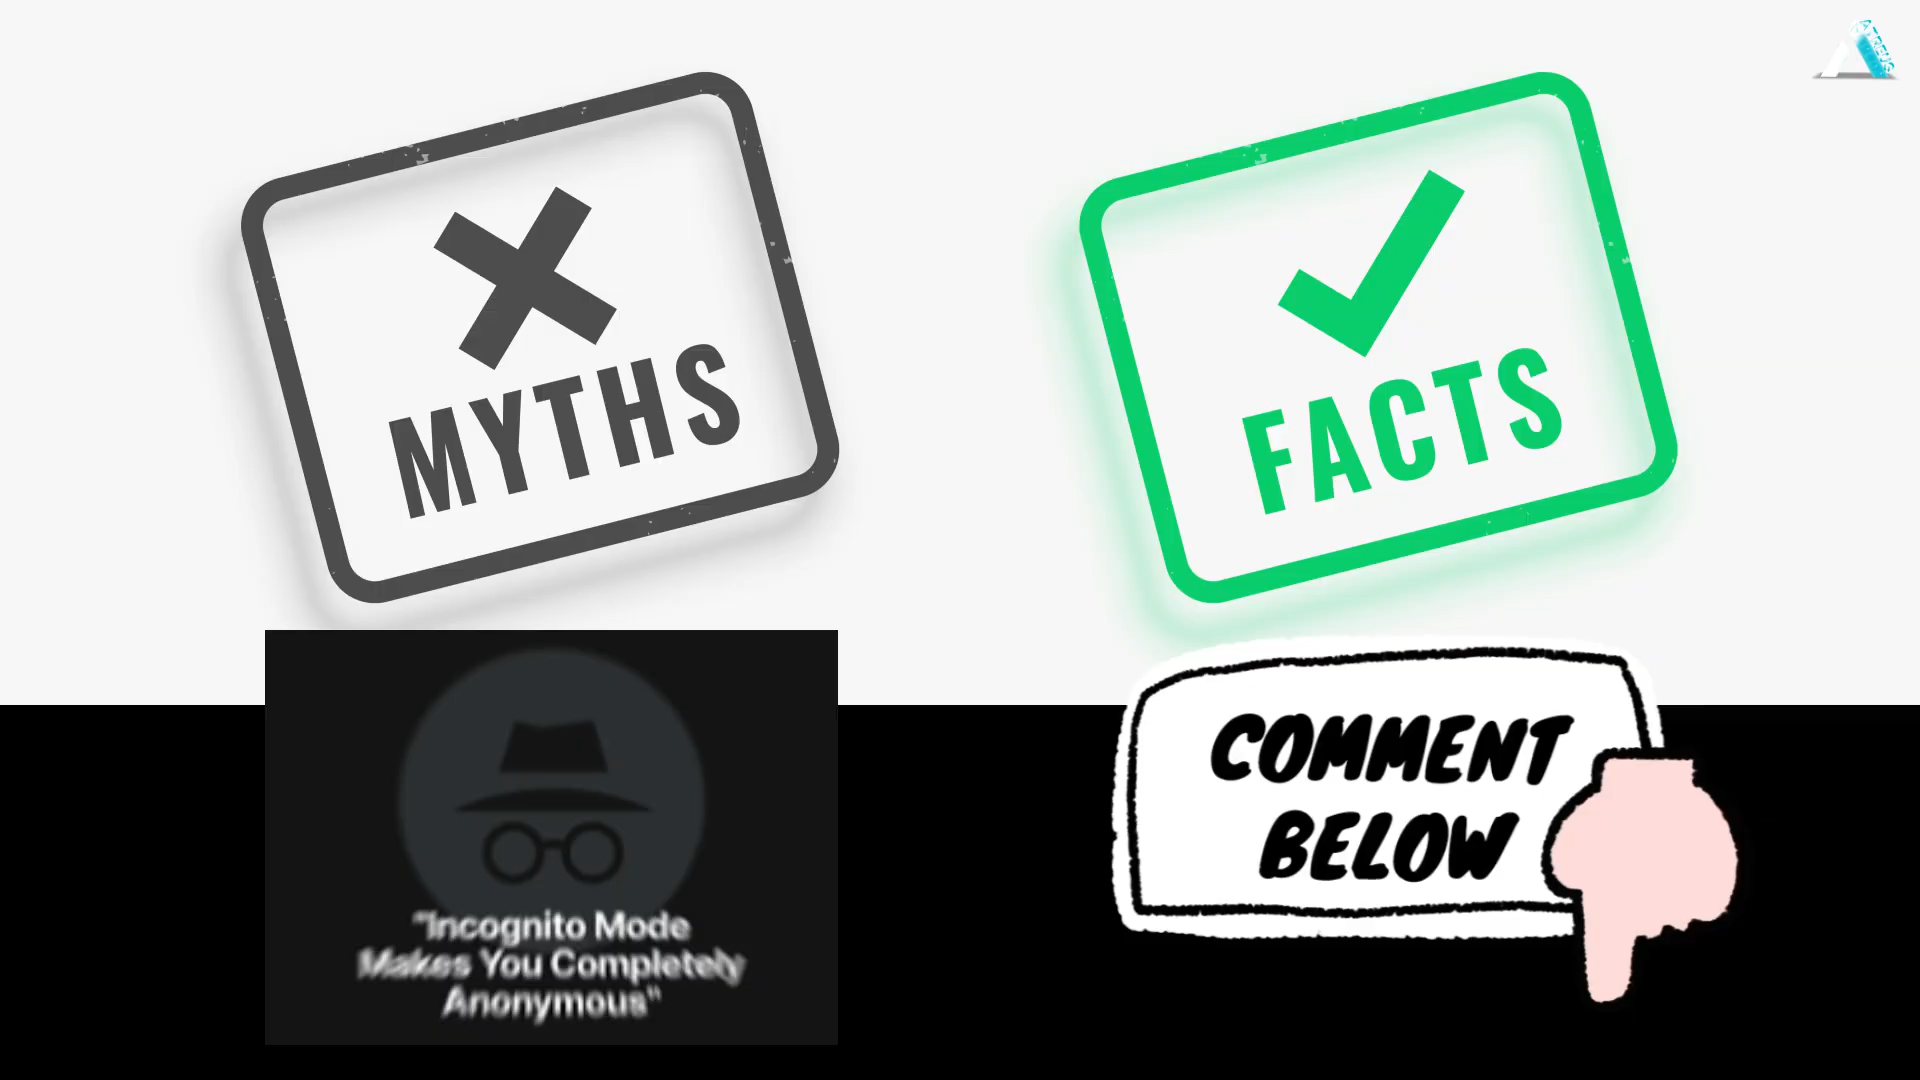 MYTHS
FACTS
"Incognito Mode
Makes You Completely
Anonymous"
COMMENT
BELOW